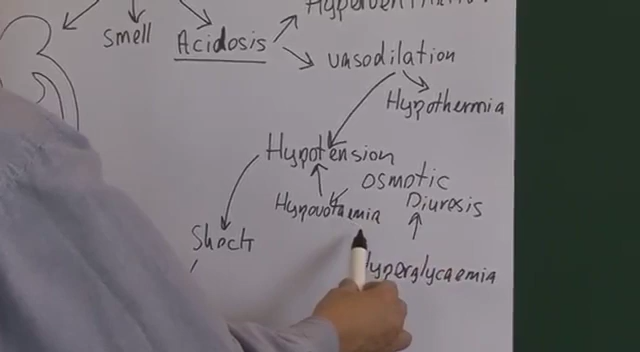 Smell
Acidosis
vasodilation
Hypothermia
Hypotension
osmotic
Diuresis
Hypovolaemia
Shock
Hyperglycaemia